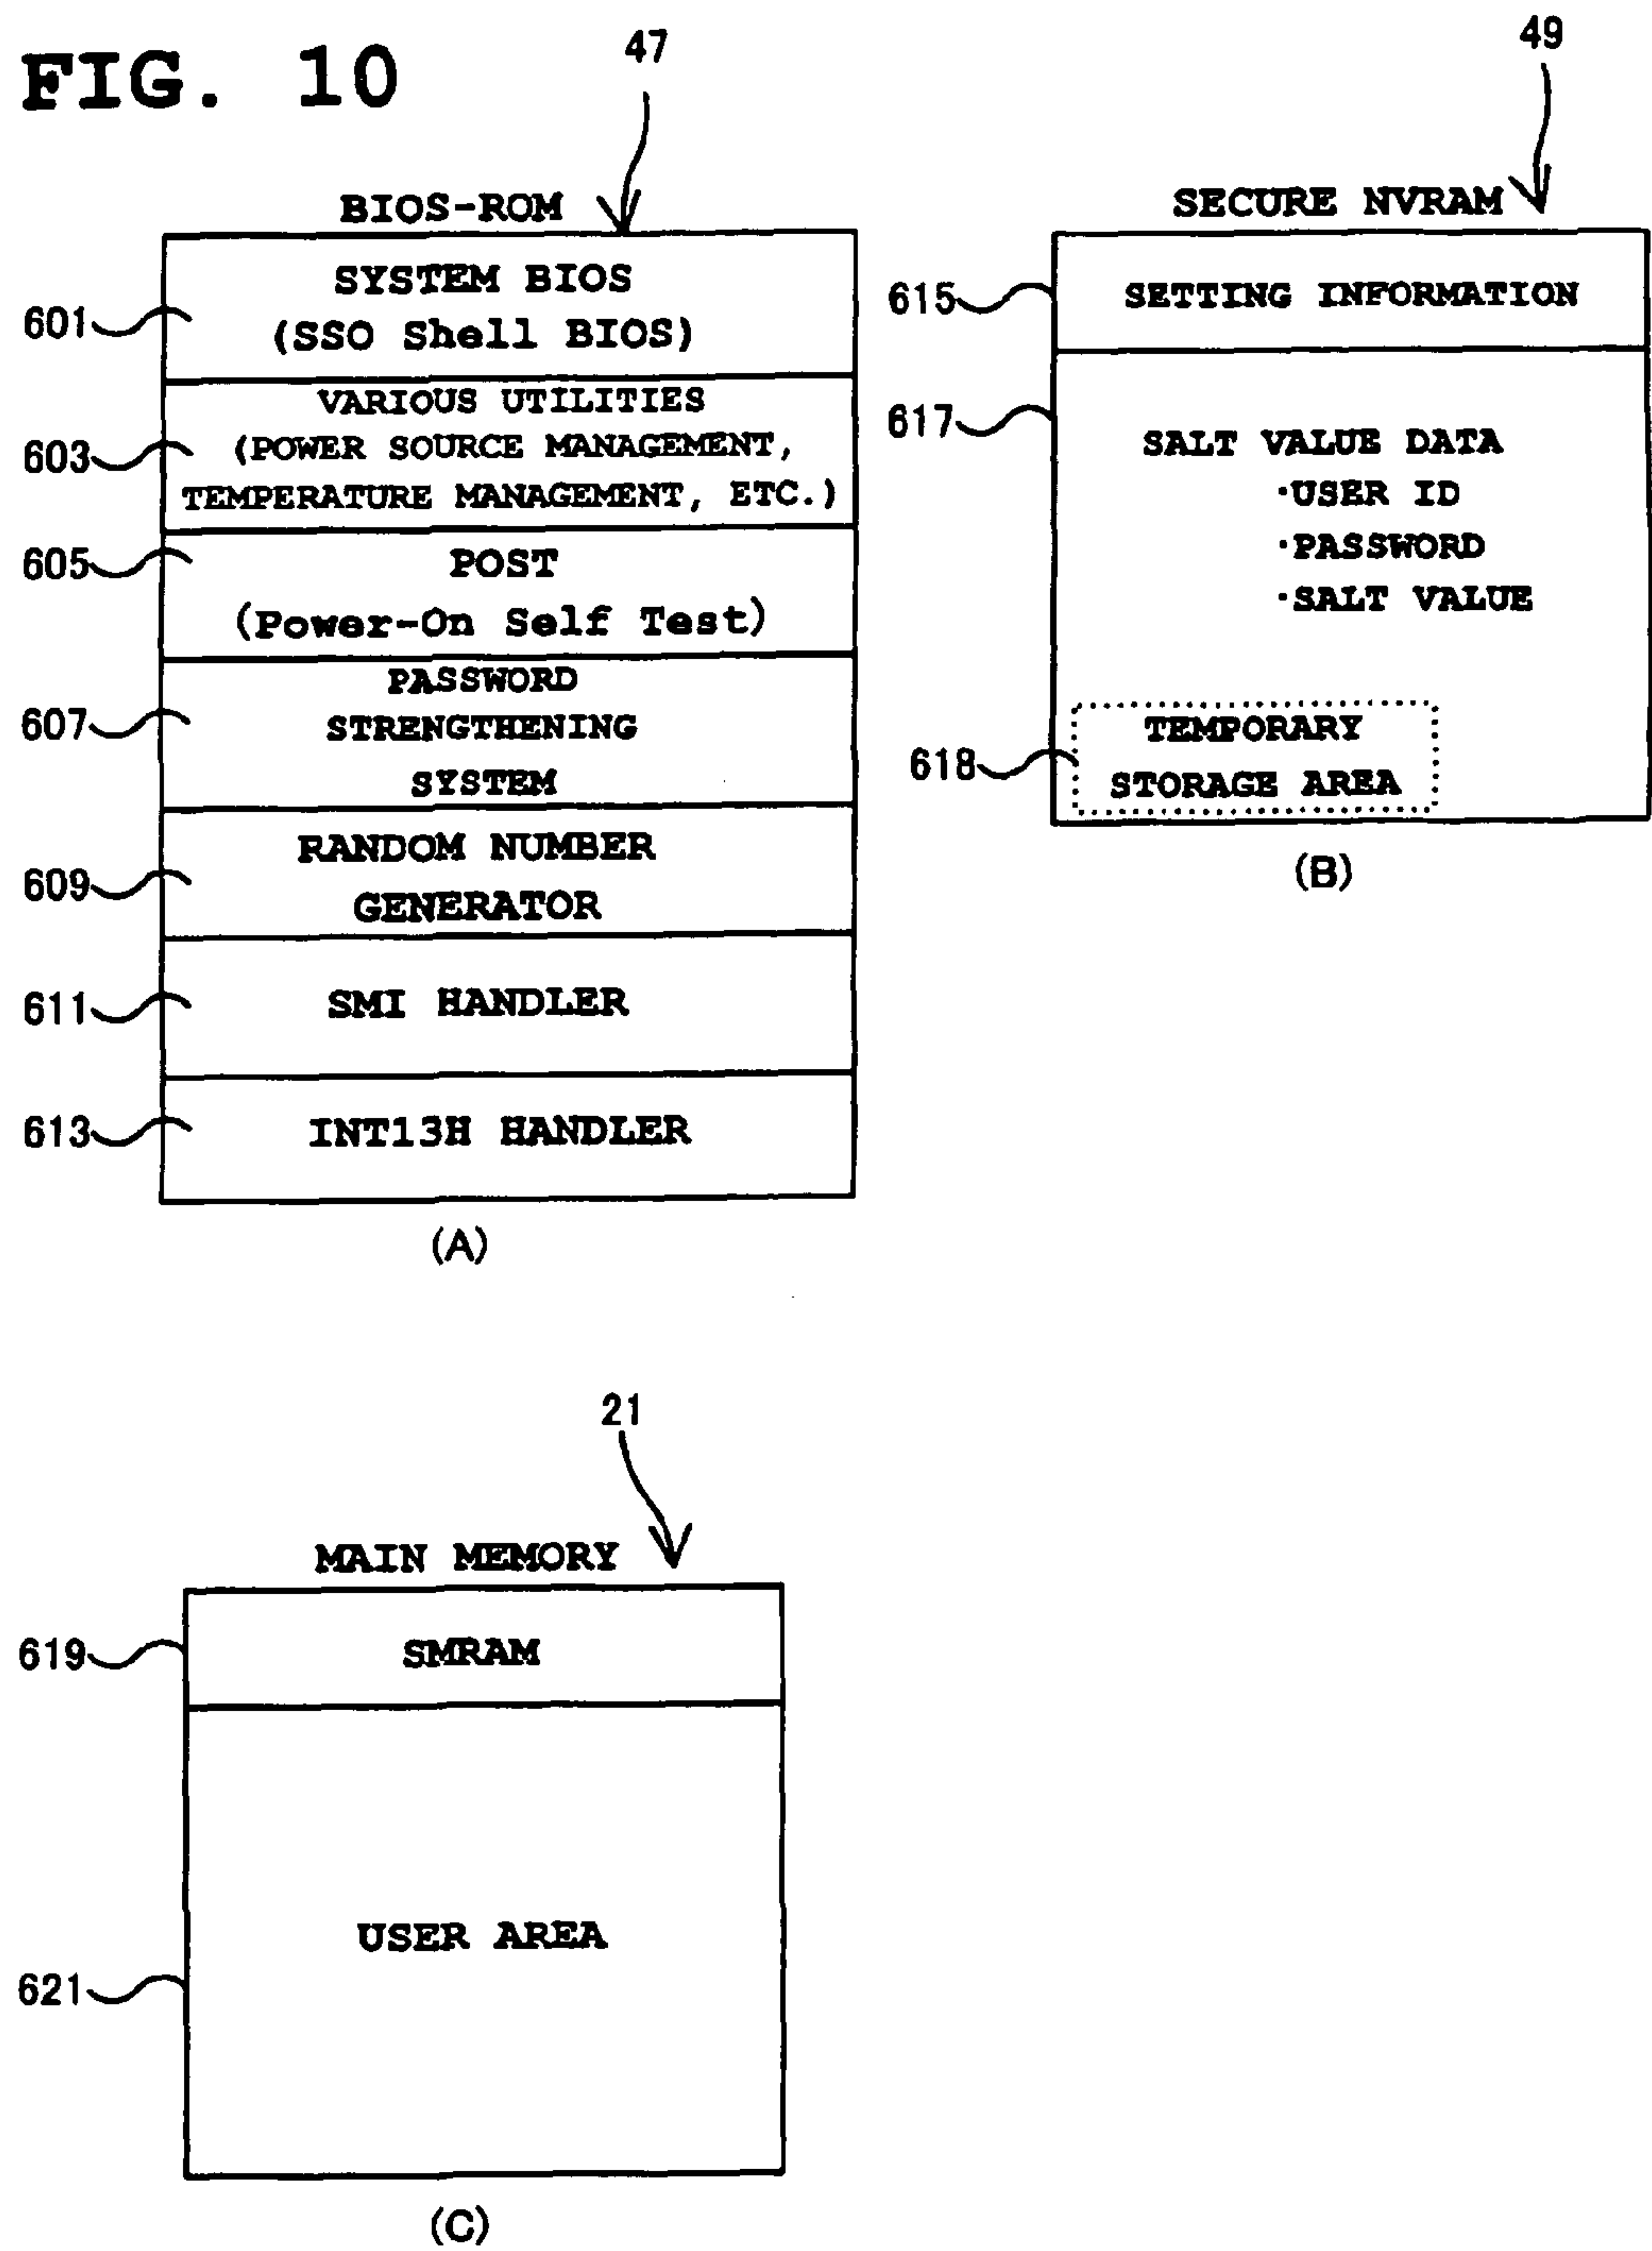 FIG. 10
47
BIOS-ROM
601
SYSTEM BIOS
(SSO Shell BIOS)
603
VARIOUS UTILITIES
(POWER SOURCE MANAGEMENT,
TEMPERATURE MANAGEMENT, ETC.)
605
POST
(Power-On Self Test)
607
PASSWORD
STRENGTHENING
SYSTEM
609
RANDOM NUMBER
GENERATOR
611
SMI HANDLER
613
INT13H HANDLER
(A)
49
SECURE NVRAM
615
SETTING INFORMATION
617
SALT VALUE DATA
·USER ID
·PASSWORD
·SALT VALUE
618
TEMPORARY
STORAGE AREA
(B)
21
MAIN MEMORY
619
SMRAM
USER AREA
621
(C)